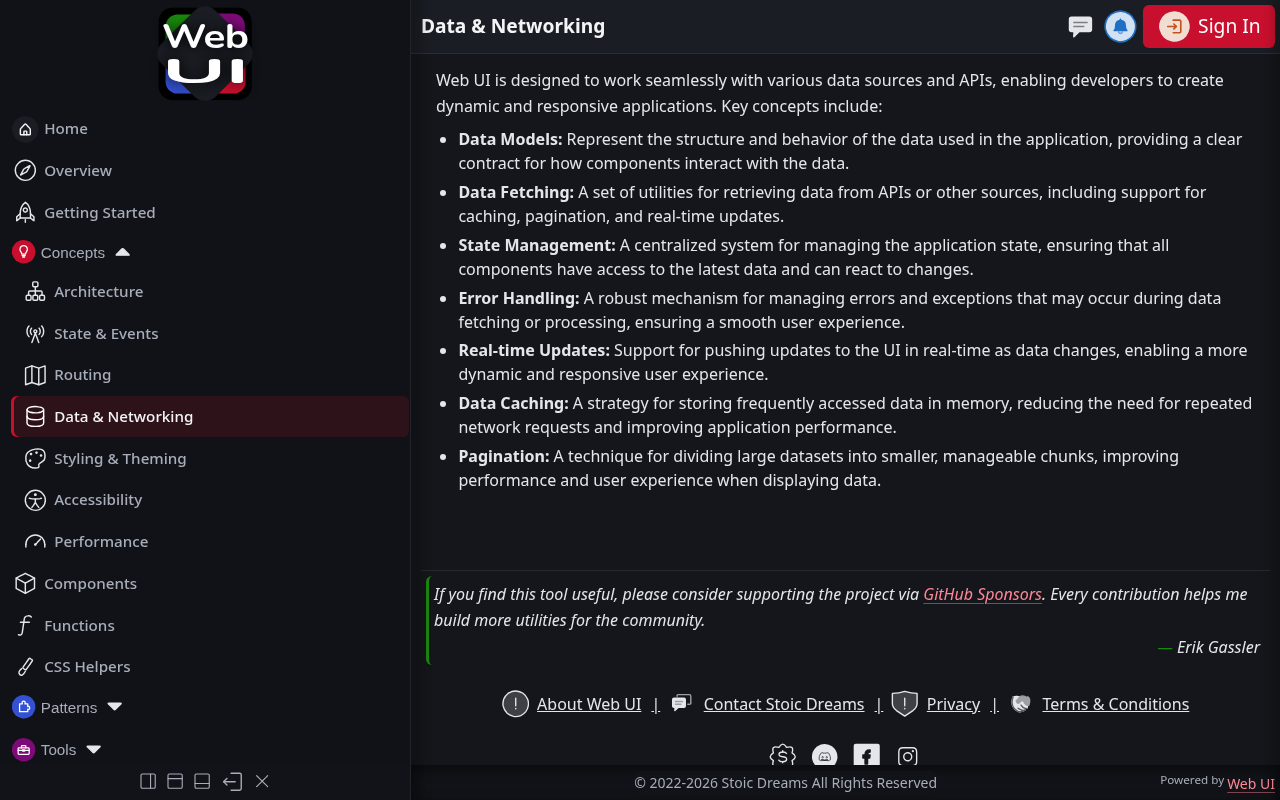 Web
UI
Home
Overview
Getting Started
Concepts
Architecture
State & Events
Routing
Data & Networking
Styling & Theming
Accessibility
Performance
Components
Functions
CSS Helpers
Patterns
Tools
Data & Networking
Sign In
Web UI is designed to work seamlessly with various data sources and APIs, enabling developers to create
dynamic and responsive applications. Key concepts include:
Data Models: Represent the structure and behavior of the data used in the application, providing a clear
contract for how components interact with the data.
Data Fetching: A set of utilities for retrieving data from APIs or other sources, including support for
caching, pagination, and real-time updates.
State Management: A centralized system for managing the application state, ensuring that all
components have access to the latest data and can react to changes.
Error Handling: A robust mechanism for managing errors and exceptions that may occur during data
fetching or processing, ensuring a smooth user experience.
Real-time Updates: Support for pushing updates to the UI in real-time as data changes, enabling a more
dynamic and responsive user experience.
Data Caching: A strategy for storing frequently accessed data in memory, reducing the need for repeated
network requests and improving application performance.
Pagination: A technique for dividing large datasets into smaller, manageable chunks, improving
performance and user experience when displaying data.
If you find this tool useful, please consider supporting the project via GitHub Sponsors. Every contribution helps me
build more utilities for the community.
— Erik Gassler
About Web UI | Contact Stoic Dreams | Privacy | Terms & Conditions
© 2022-2026 Stoic Dreams All Rights Reserved
Powered by Web UI